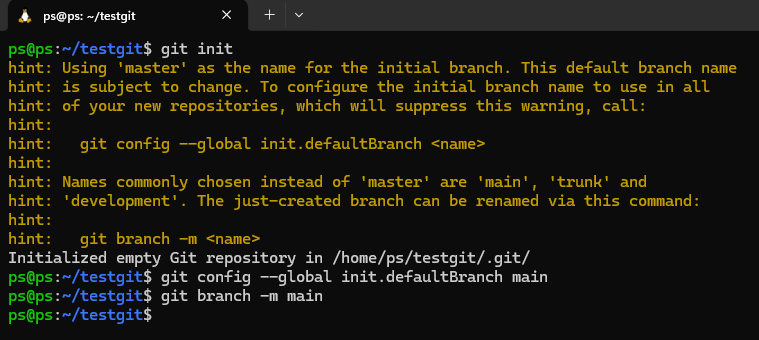 ps@ps: ~/testgit
ps@ps:~/testgit$ git init
hint: Using 'master' as the name for the initial branch. This default branch name
hint: is subject to change. To configure the initial branch name to use in all
hint: of your new repositories, which will suppress this warning, call:
hint:
hint:   git config --global init.defaultBranch <name>
hint:
hint: Names commonly chosen instead of 'master' are 'main', 'trunk' and
hint: 'development'. The just-created branch can be renamed via this command:
hint:
hint:   git branch -m <name>
Initialized empty Git repository in /home/ps/testgit/.git/
ps@ps:~/testgit$ git config --global init.defaultBranch main
ps@ps:~/testgit$ git branch -m main
ps@ps:~/testgit$